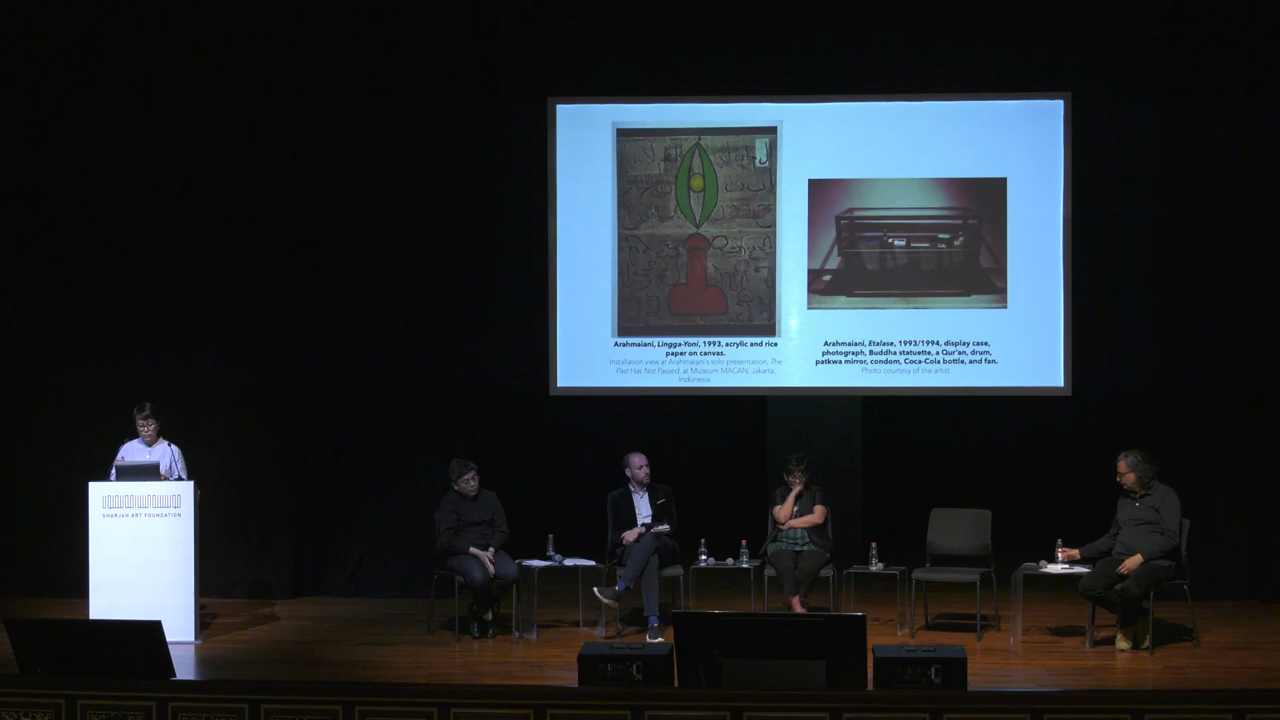 Arahmaiani, Lingga-Yoni, 1993, acrylic and rice
paper on canvas.
Installation view at Arahmaiani's solo presentation, The
Past Has Not Passed, at Museum MACAN, Jakarta,
Indonesia.
Arahmaiani, Etalase, 1993/1994, display case,
photograph, Buddha statuette, a Qur'an, drum,
patkwa mirror, condom, Coca-Cola bottle, and fan.
Photo courtesy of the artist.
SHARJAH ART FOUNDATION